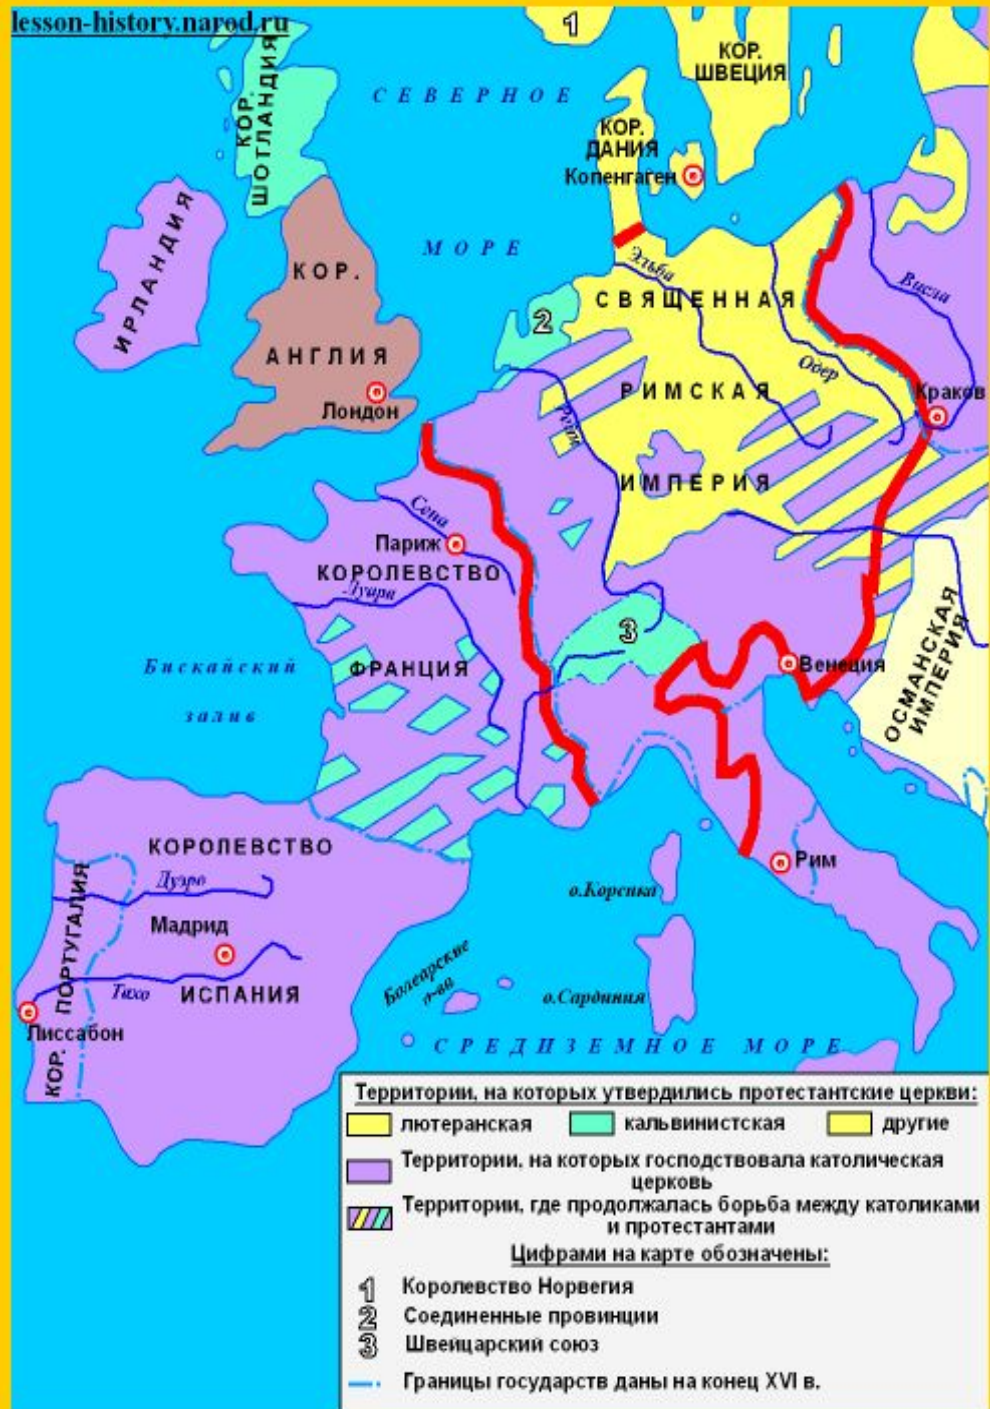 lesson-history.narod.ru
1
КОР.
ШВЕЦИЯ
СЕВЕРНОЕ
КОР.
ШОТЛАНДИЯ
КОР.
ДАНИЯ
Копенгаген
ИРЛАНДИЯ
МОРЕ
Эльба
КОР.
СВЯЩЕННАЯ
Висла
2
АНГЛИЯ
Одер
РИМСКАЯ
Краков
Лондон
Рейн
ИМПЕРИЯ
Сена
Париж
КОРОЛЕВСТВО
Луара
3
ФРАНЦИЯ
Бискайский
залив
Венеция
ОСМАНСКАЯ
ИМПЕРИЯ
КОРОЛЕВСТВО
Рим
Дуэро
о.Корсика
КОР. ПОРТУГАЛИЯ
Мадрид
Болеарские
о-ва
Тахо
ИСПАНИЯ
о.Сардиния
Лиссабон
СРЕДИЗЕМНОЕ МОРЕ
Территории, на которых утвердились протестантские церкви:
лютеранская кальвинистская другие
Территории, на которых господствовала католическая
церковь
Территории, где продолжалась борьба между католиками
и протестантами
Цифрами на карте обозначены:
1 Королевство Норвегия
2 Соединенные провинции
3 Швейцарский союз
Границы государств даны на конец XVI в.